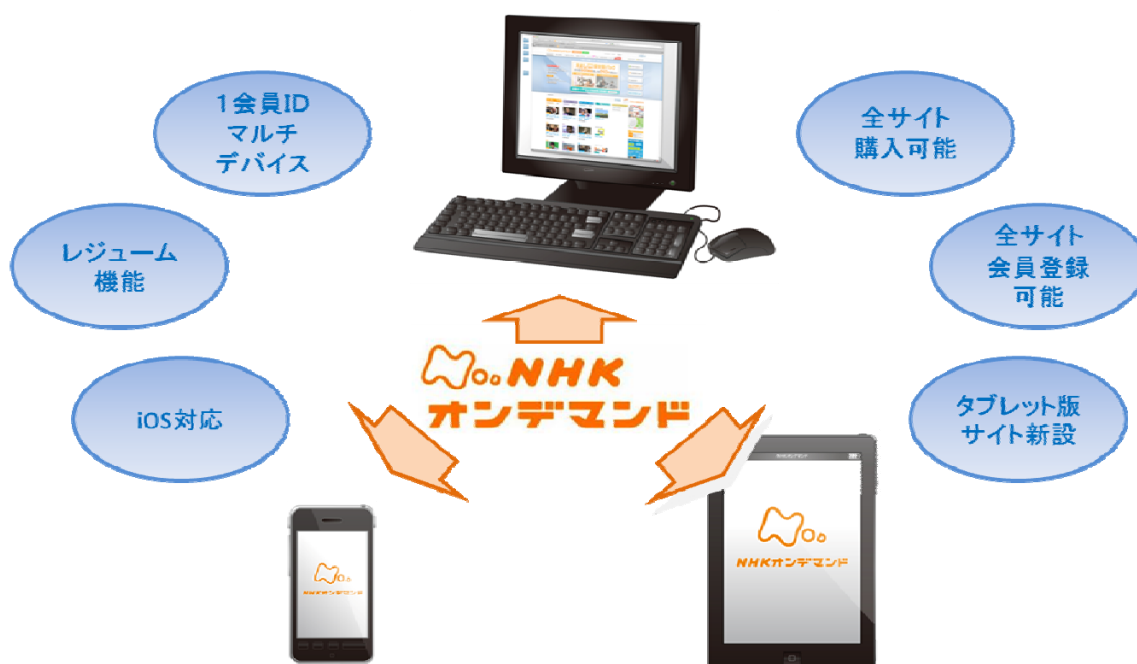 1会員ID
マルチ
デバイス
全サイト
購入可能
レジューム
機能
全サイト
会員登録
可能
NHK
オンデマンド
iOS対応
タブレット版
サイト新設
NHKオンデマンド
NHKオンデマンド